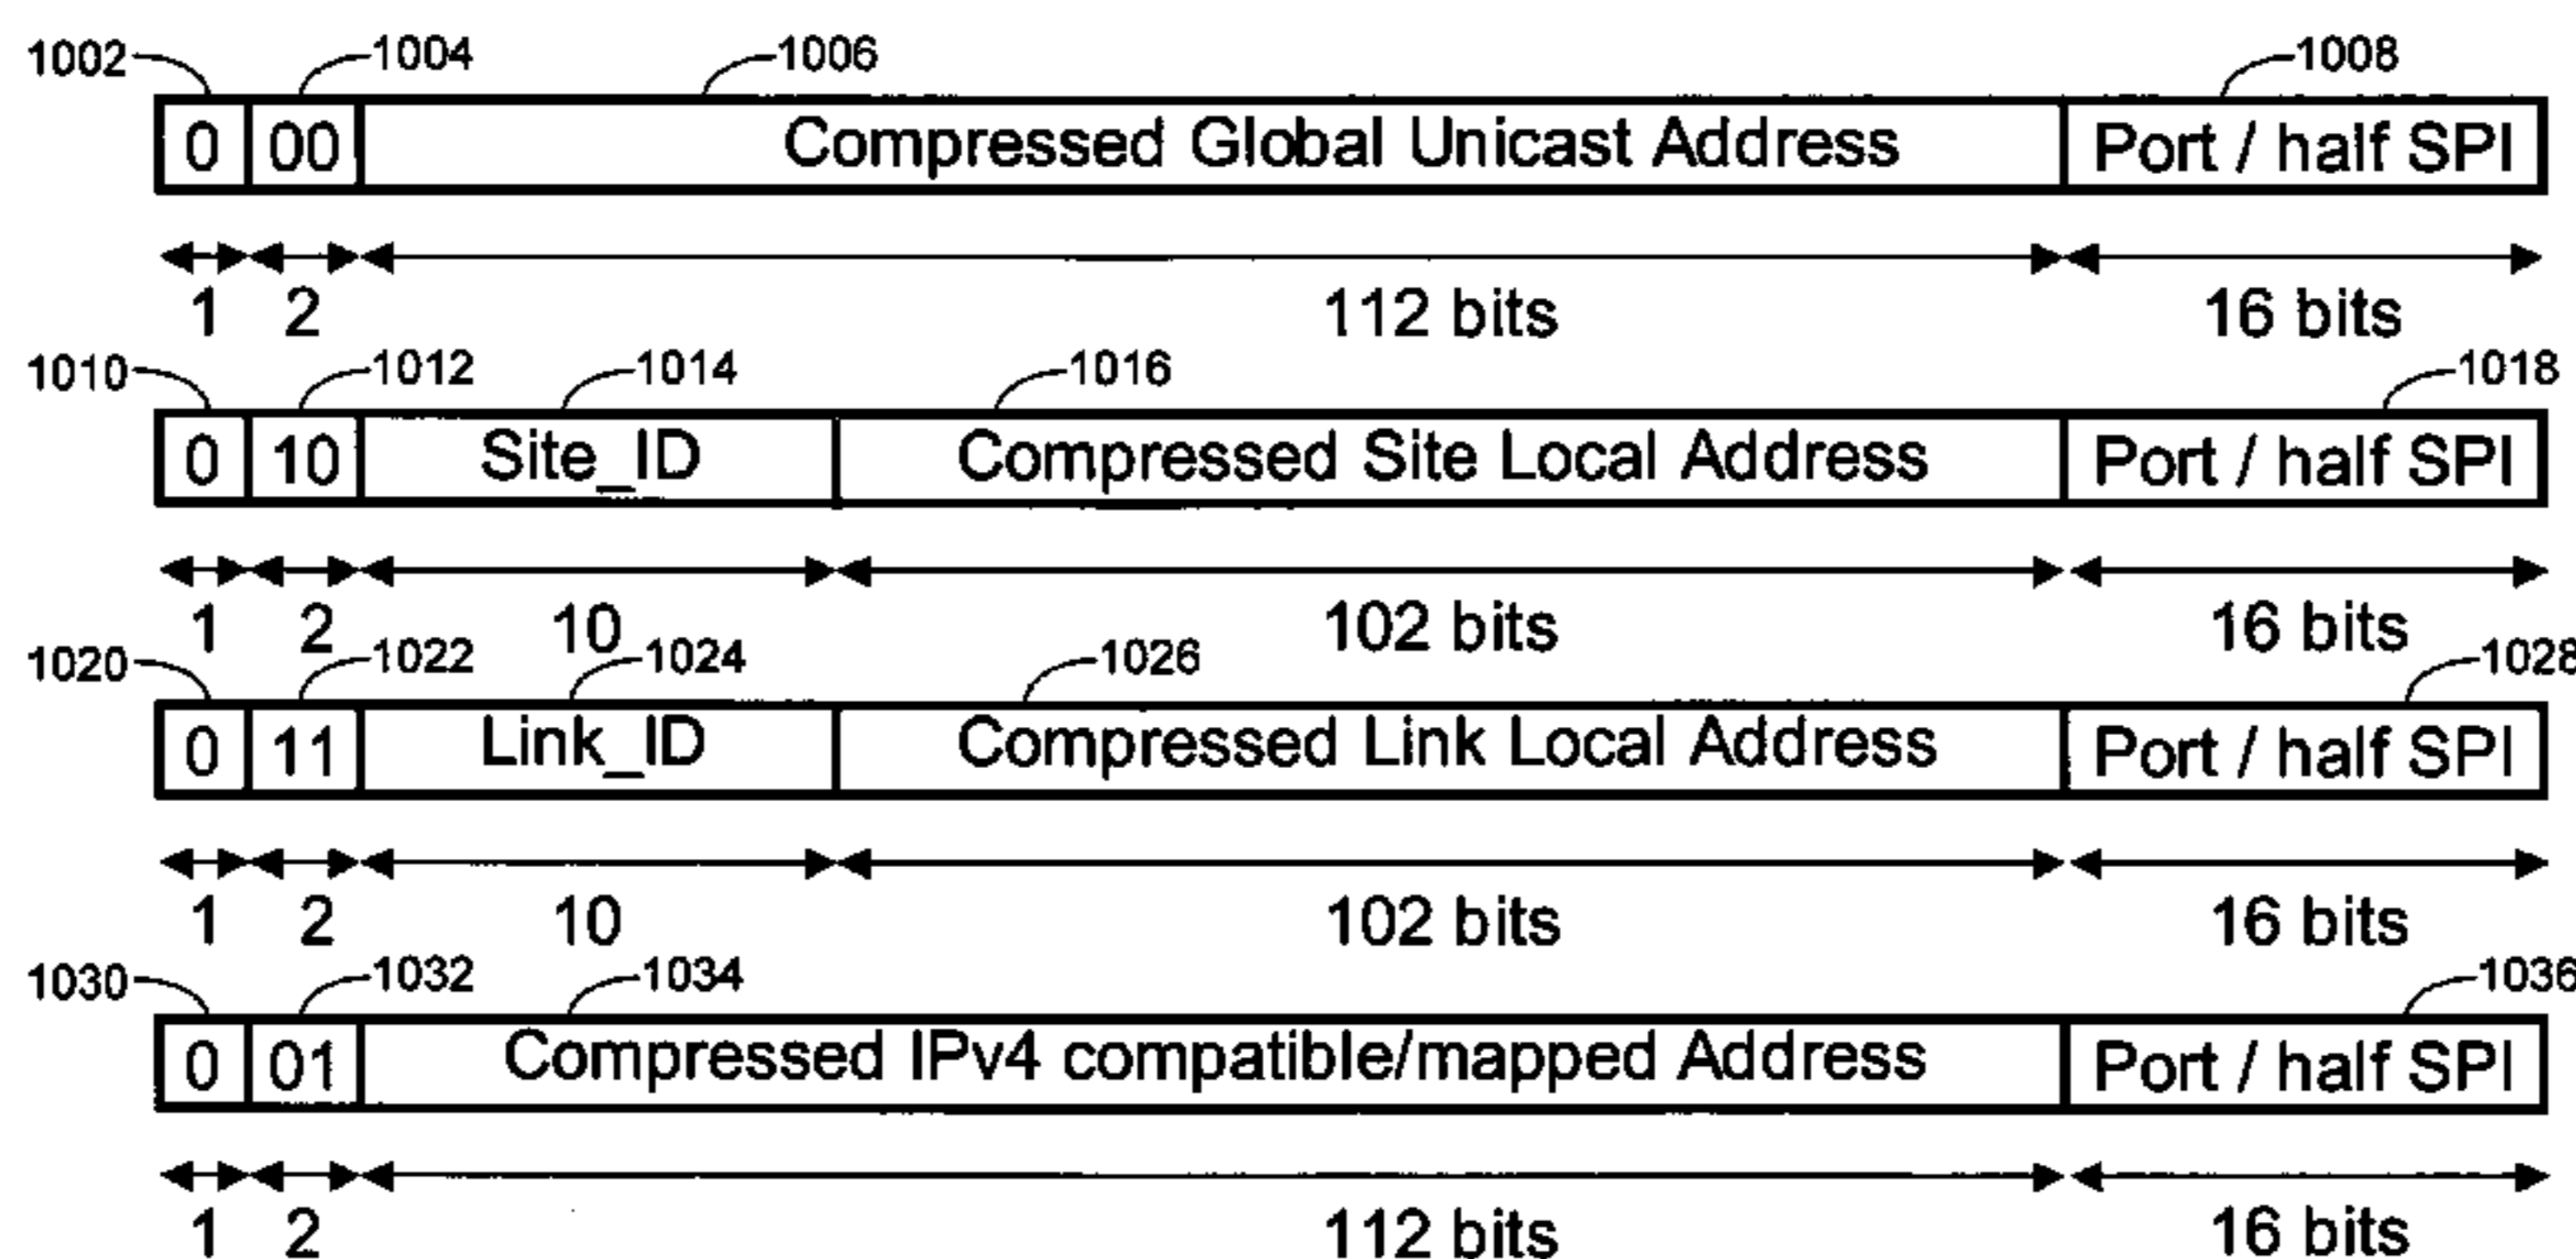 1002 1004 1006 1008
0 00 Compressed Global Unicast Address Port / half SPI
1 2 112 bits 16 bits
1010 1012 1014 1016 1018
0 10 Site_ID Compressed Site Local Address Port / half SPI
1 2 10 102 bits 16 bits
1020 1022 1024 1026 1028
0 11 Link_ID Compressed Link Local Address Port / half SPI
1 2 10 102 bits 16 bits
1030 1032 1034 1036
0 01 Compressed IPv4 compatible/mapped Address Port / half SPI
1 2 112 bits 16 bits